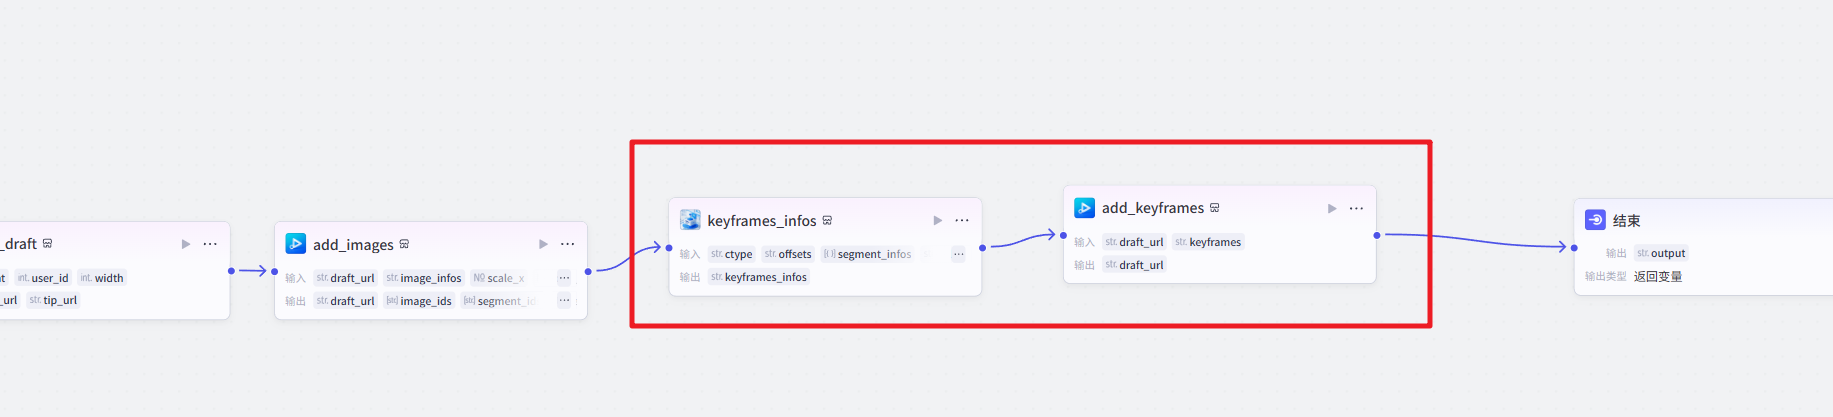 _draft
nt int. user_id int. width
_url str. tip_url
add_images
输入 str. draft_url str. image_infos N0 scale_x ...
输出 str. draft_url [str] image_ids [str] segment_id ...
keyframes_infos
输入 str. ctype str. offsets [{}] segment_infos ...
输出 str. keyframes_infos
add_keyframes
输入 str. draft_url str. keyframes
输出 str. draft_url
结束
输出 str. output
输出类型 返回变量